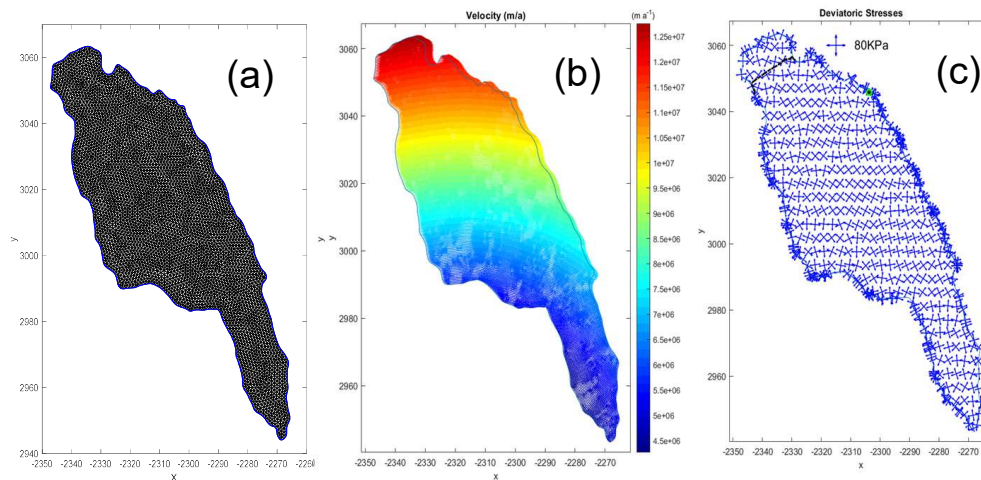 (a)
3060
3040
3020
3000
2980
2960
2940
y
-2350 -2340 -2330 -2320 -2310 -2300 -2290 -2280 -2270
x
Velocity (m/a)
(b)
3060
3040
3020
3000
2980
2960
y
-2350 -2340 -2330 -2320 -2310 -2300 -2290 -2280 -2270
x
(m a⁻¹)
1.25e+07
1.2e+07
1.15e+07
1.1e+07
1.05e+07
1e+07
9.5e+06
9e+06
8.5e+06
8e+06
7.5e+06
7e+06
6.5e+06
6e+06
5.5e+06
5e+06
4.5e+06
y
Deviatoric Stresses
80KPa
(c)
3060
3040
3020
3000
2980
2960
y
-2350 -2340 -2330 -2320 -2310 -2300 -2290 -2280 -2270
x